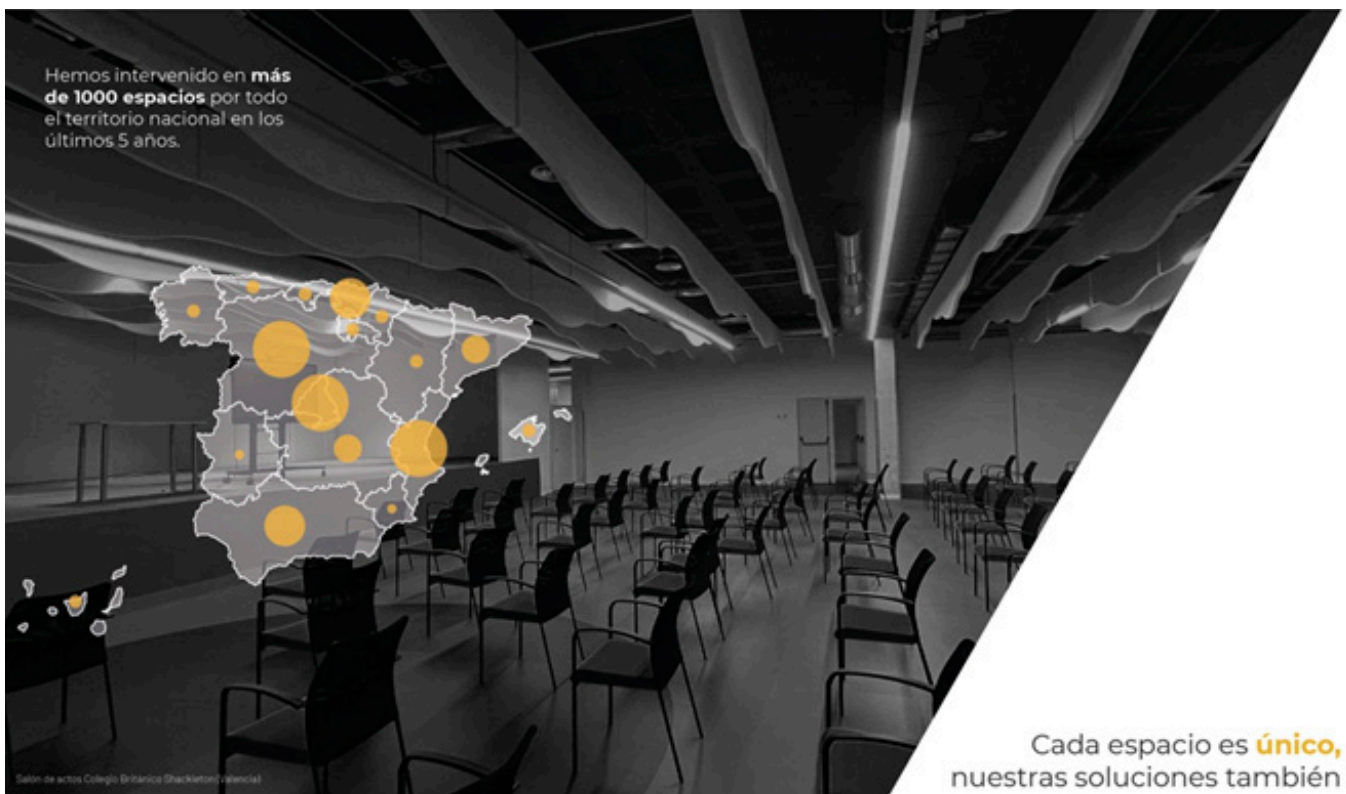 Hemos intervenido en más
de 1000 espacios por todo
el territorio nacional en los
últimos 5 años.
Salón de actos Colegio Británico Shackleton (Valencia)
Cada espacio es único,
nuestras soluciones también